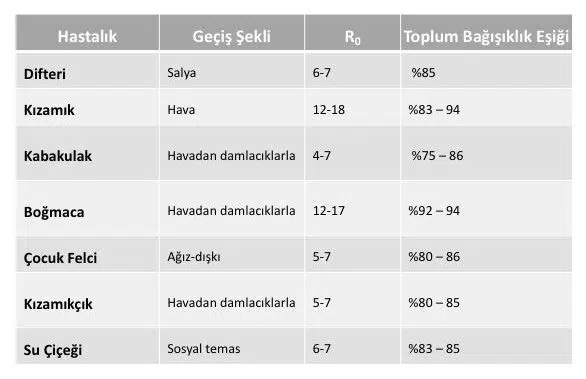 Hastalık Geçiş Şekli R₀ Toplum Bağışıklık Eşiği
Difteri Salya 6-7 %85
Kızamık Hava 12-18 %83 – 94
Kabakulak Havadan damlacıklarla 4-7 %75 – 86
Boğmaca Havadan damlacıklarla 12-17 %92 – 94
Çocuk Felci Ağız-dışkı 5-7 %80 – 86
Kızamıkçık Havadan damlacıklarla 5-7 %80 – 85
Su Çiçeği Sosyal temas 6-7 %83 – 85